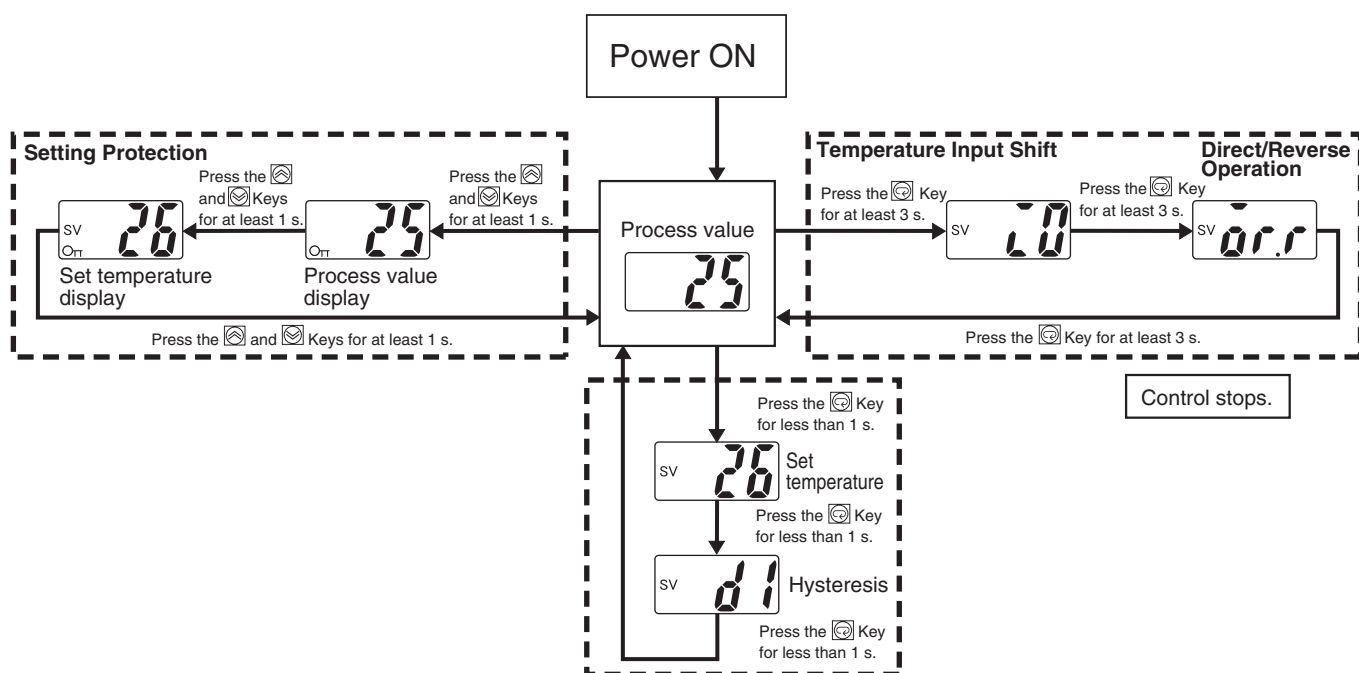 Power ON
Setting Protection
Press the
and Keys
for at least 1 s.
Press the
and Keys
for at least 1 s.
SV 26
Set temperature
display
25
Process value
display
Press the and Keys for at least 1 s.
Process value
25
Temperature Input Shift
Direct/Reverse
Operation
Press the Key
for at least 3 s.
SV i0
Press the Key
for at least 3 s.
SV or.r
Press the Key for at least 3 s.
Control stops.
Press the Key
for less than 1 s.
SV 26
Set
temperature
Press the Key
for less than 1 s.
SV d1
Hysteresis
Press the Key
for less than 1 s.